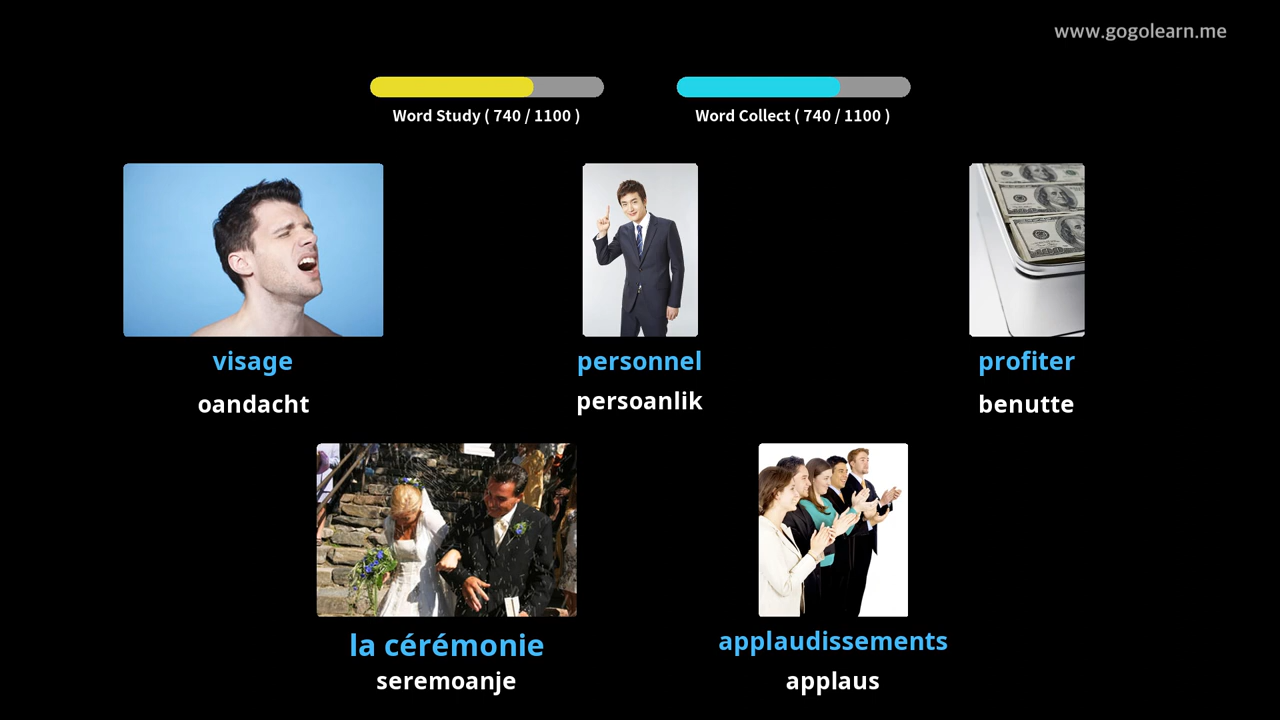 www.gogolearn.me
Word Study ( 740 / 1100 )
Word Collect ( 740 / 1100 )
visage
personnel
profiter
oandacht
persoanlik
benutte
la cérémonie
applaudissements
seremoanje
applaus